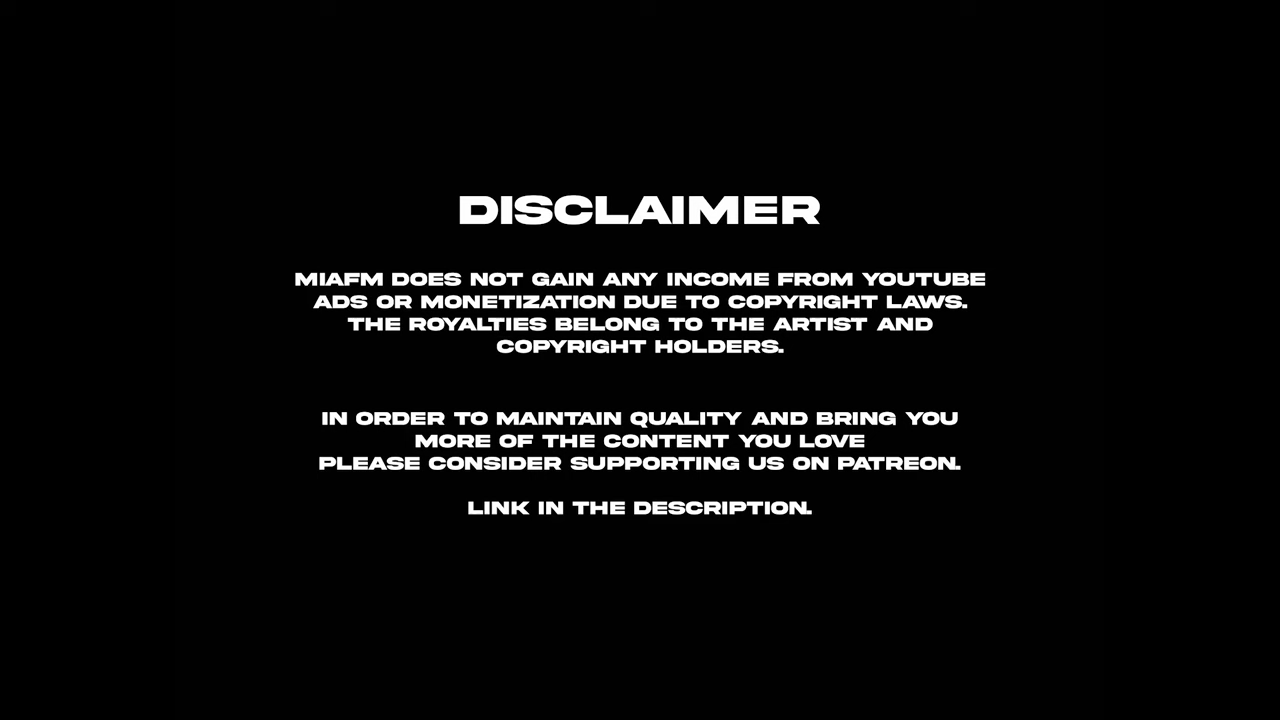 DISCLAIMER
MIAFM DOES NOT GAIN ANY INCOME FROM YOUTUBE
ADS OR MONETIZATION DUE TO COPYRIGHT LAWS.
THE ROYALTIES BELONG TO THE ARTIST AND
COPYRIGHT HOLDERS.
IN ORDER TO MAINTAIN QUALITY AND BRING YOU
MORE OF THE CONTENT YOU LOVE
PLEASE CONSIDER SUPPORTING US ON PATREON.
LINK IN THE DESCRIPTION.